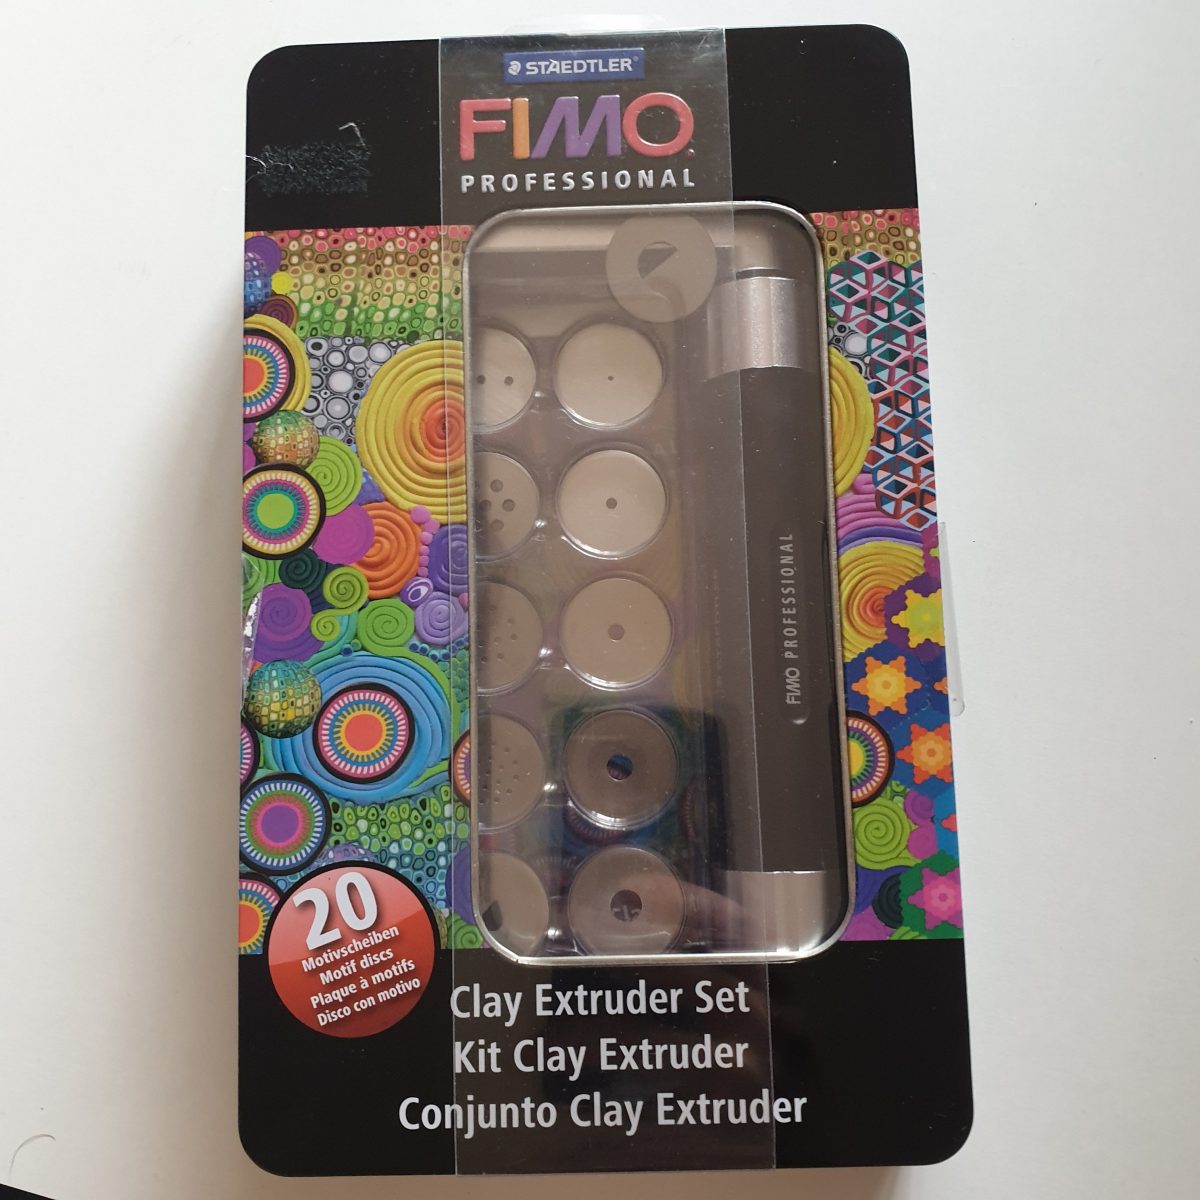 STAEDTLER®
FIMO
PROFESSIONAL
FIMO PROFESSIONAL
20
Motivscheiben
Motif discs
Plaque à motifs
Disco con motivo
Clay Extruder Set
Kit Clay Extruder
Conjunto Clay Extruder